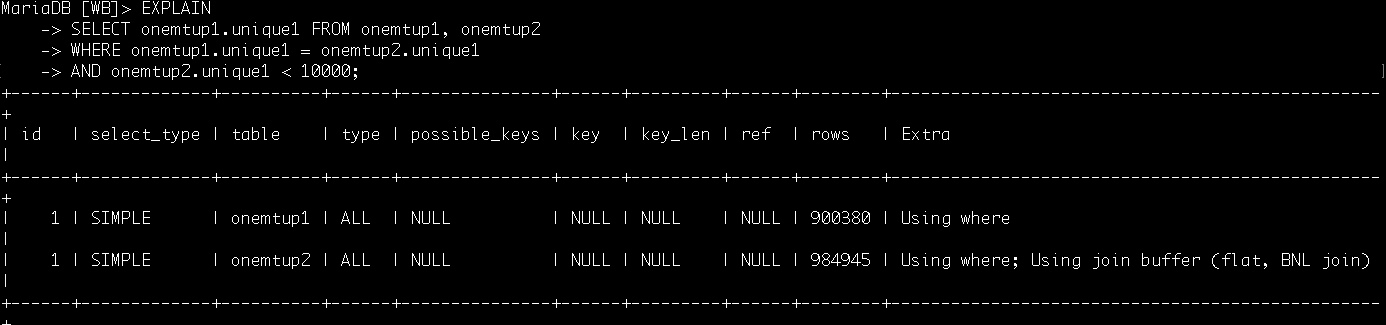 MariaDB [WB]> EXPLAIN
    -> SELECT onemtup1.unique1 FROM onemtup1, onemtup2
    -> WHERE onemtup1.unique1 = onemtup2.unique1
[    -> AND onemtup2.unique1 < 10000;                                                                       ]
+------+-------------+----------+------+---------------+------+---------+------+--------+-------------------------------------------------
+
| id   | select_type | table    | type | possible_keys | key  | key_len | ref  | rows   | Extra
|
+------+-------------+----------+------+---------------+------+---------+------+--------+-------------------------------------------------
+
|    1 | SIMPLE      | onemtup1 | ALL  | NULL          | NULL | NULL    | NULL | 900380 | Using where
|
|    1 | SIMPLE      | onemtup2 | ALL  | NULL          | NULL | NULL    | NULL | 984945 | Using where; Using join buffer (flat, BNL join)
|
+------+-------------+----------+------+---------------+------+---------+------+--------+-------------------------------------------------
+